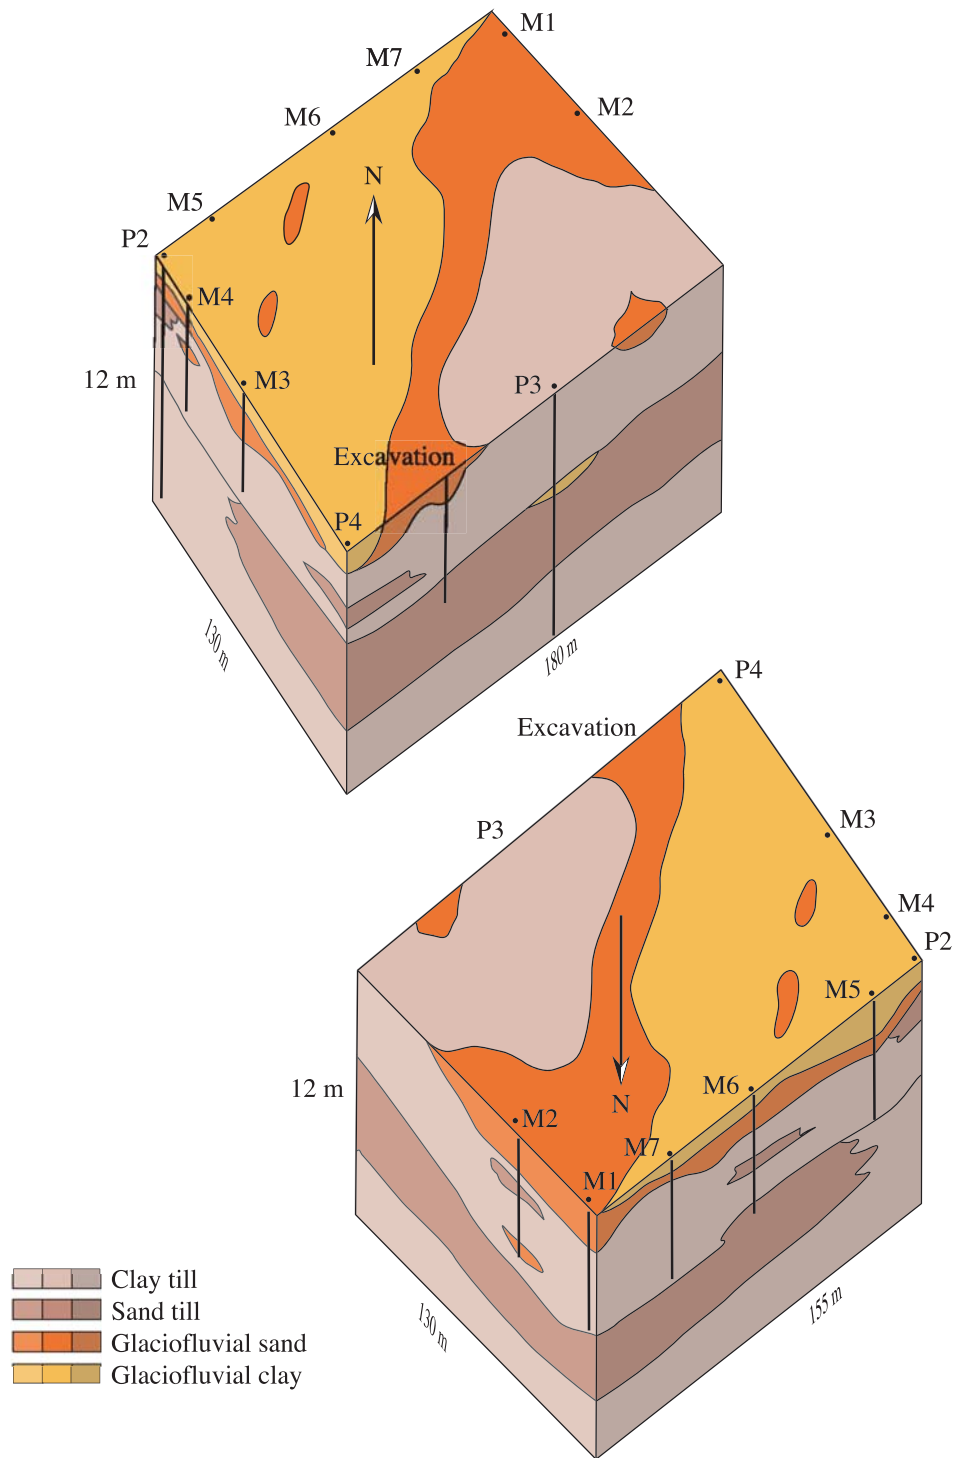 M1
M7
M2
M6
N
M5
P2
M4
12 m
M3
P3
Excavation
P4
130 m
180 m
P4
Excavation
M3
P3
M4
P2
M5
12 m
M6
N
M2
M7
M1
155 m
130 m
Clay till
Sand till
Glaciofluvial sand
Glaciofluvial clay